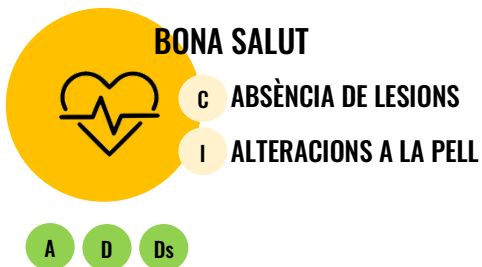 BONA SALUT
C ABSÈNCIA DE LESIONS
I ALTERACIONS A LA PELL
A D Ds